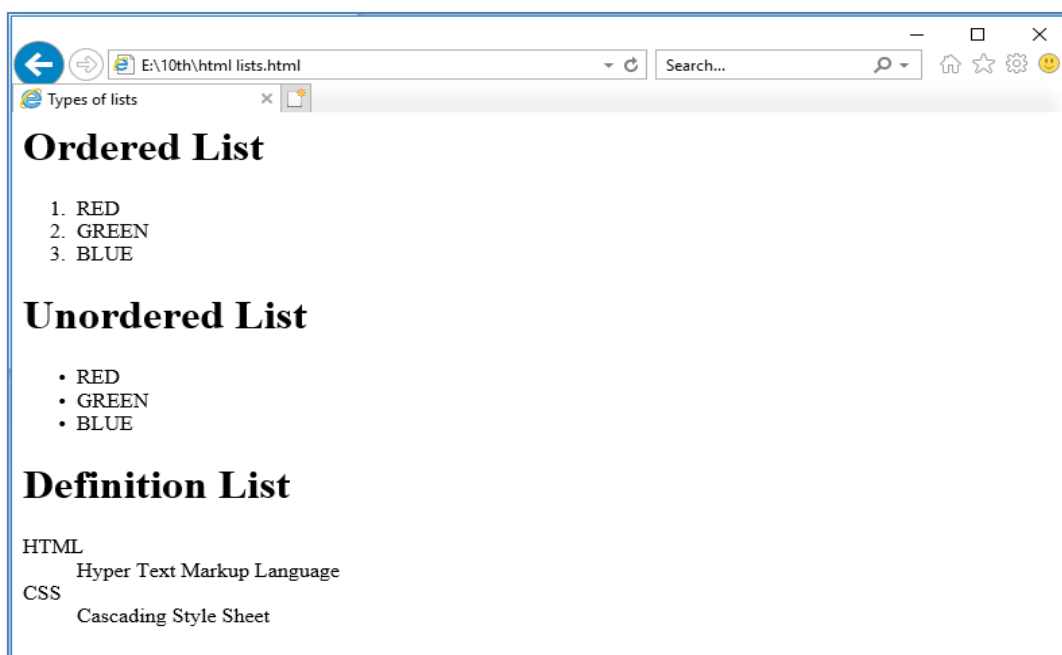 E:\10th\html lists.html
Search...
Types of lists
Ordered List
1. RED
2. GREEN
3. BLUE
Unordered List
• RED
• GREEN
• BLUE
Definition List
HTML
Hyper Text Markup Language
CSS
Cascading Style Sheet